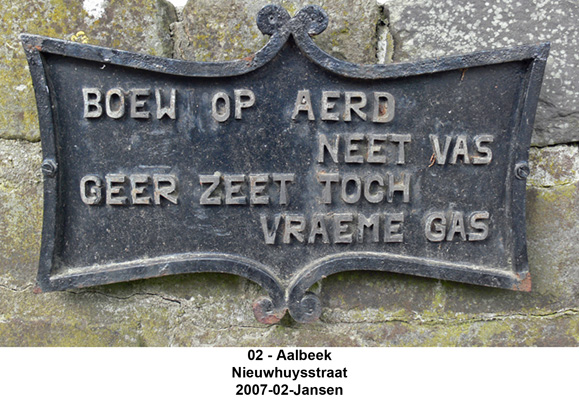 BOEW OP AERD
NEET VAS
GEER ZEET TOCH
VRAEME GAS
02 - Aalbeek
Nieuwhuysstraat
2007-02-Jansen